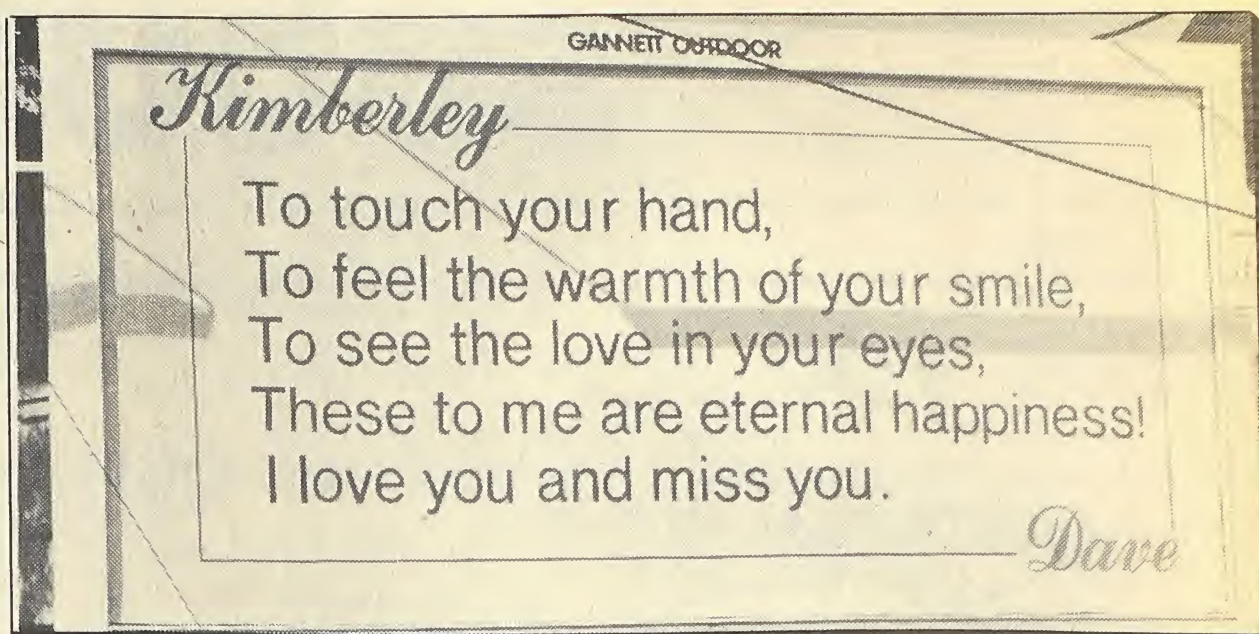 GANNETT OUTDOOR
Kimberley
To touch your hand,
To feel the warmth of your smile,
To see the love in your eyes,
These to me are eternal happiness!
I love you and miss you.
Dave